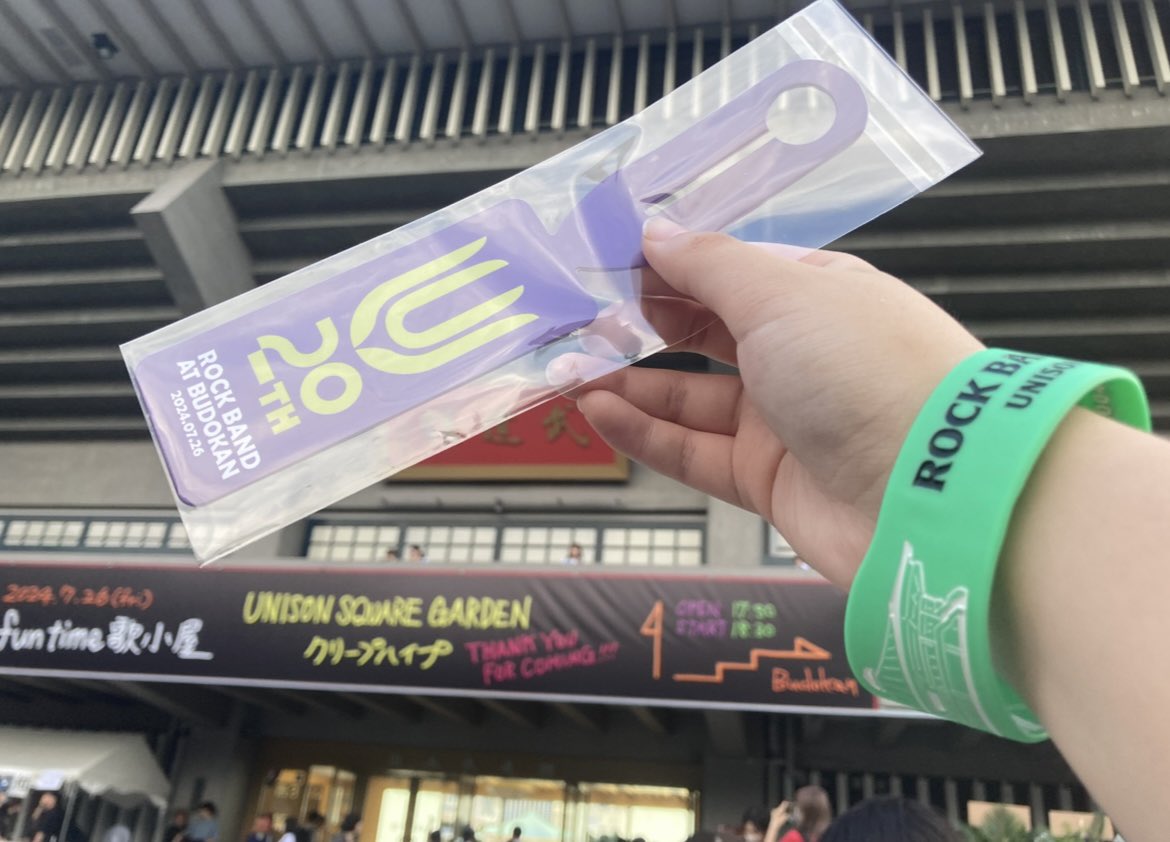 20TH
ROCK BAND
AT BUDOKAN
2024.07.26
ROCK BA
UNISO
2024.7.26(fri)
fun time 歌小屋
UNISON SQUARE GARDEN
クリープハイプ
THANK YOU
FOR COMING!!!
OPEN 17:30
START 18:30
Budokan